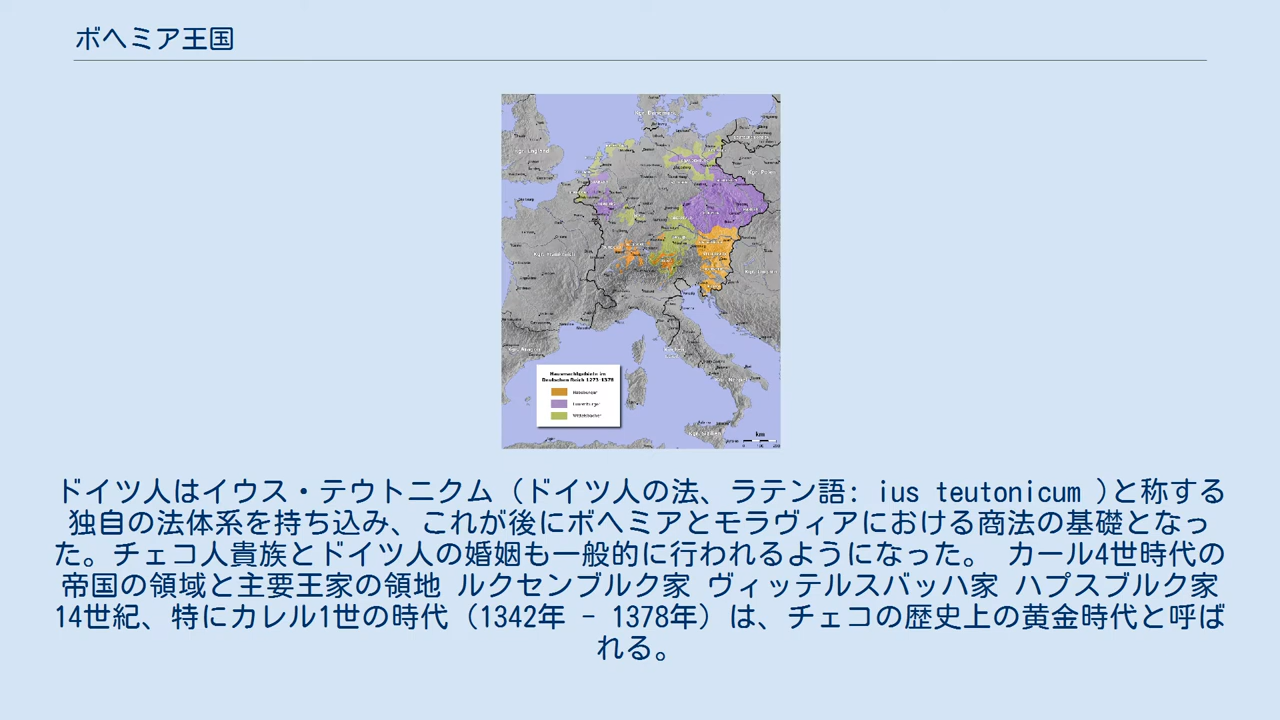 ボヘミア王国
Hausmachtgebiete im
Deutschen Reich 1273-1378
Habsburger
Luxemburger
Wittelsbacher
km
ドイツ人はイウス・テウトニクム（ドイツ人の法、ラテン語: ius teutonicum )と称する
独自の法体系を持ち込み、これが後にボヘミアとモラヴィアにおける商法の基礎となっ
た。チェコ人貴族とドイツ人の婚姻も一般的に行われるようになった。 カール4世時代の
帝国の領域と主要王家の領地 ルクセンブルク家 ヴィッテルスバッハ家 ハプスブルク家
14世紀、特にカレル1世の時代（1342年 - 1378年）は、チェコの歴史上の黄金時代と呼ば
れる。